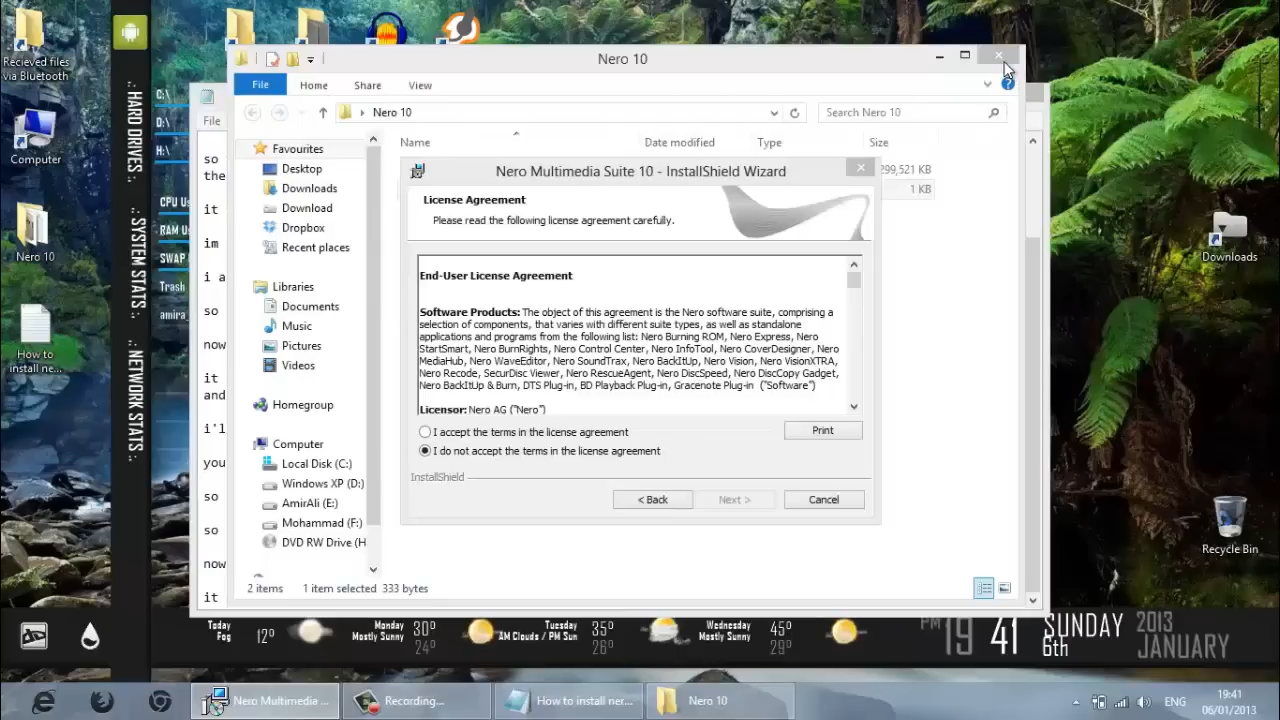 Recieved files
via Bluetooth
Computer
Nero 10
How to
install ne...
.: HARD DRIVES :.
.: SYSTEM STATS :.
.: NETWORK STATS :.
C:\
D:\
H:\
CPU Us
RAM Us
SWAP
Trash
amira_
File
so
the
it
im
i a
so
now
it
and
i'l
you
so
so
now
it
Nero 10
File
Home
Share
View
Nero 10
Search Nero 10
Favourites
Desktop
Downloads
Download
Dropbox
Recent places
Libraries
Documents
Music
Pictures
Videos
Homegroup
Computer
Local Disk (C:)
Windows XP (D:)
AmirAli (E:)
Mohammad (F:)
DVD RW Drive (H
Name
Date modified
Type
Size
299,521 KB
1 KB
Nero Multimedia Suite 10 - InstallShield Wizard
License Agreement
Please read the following license agreement carefully.
End-User License Agreement
Software Products: The object of this agreement is the Nero software suite, comprising a
selection of components, that varies with different suite types, as well as standalone
applications and programs from the following list: Nero Burning ROM, Nero Express, Nero
StartSmart, Nero BurnRights, Nero Control Center, Nero InfoTool, Nero CoverDesigner, Nero
MediaHub, Nero WaveEditor, Nero SoundTrax, Nero BackItUp, Nero Vision, Nero VisionXTRA,
Nero Recode, SecurDisc Viewer, Nero RescueAgent, Nero DiscSpeed, Nero DiscCopy Gadget,
Nero BackItUp & Burn, DTS Plug-in, BD Playback Plug-in, Gracenote Plug-in ("Software")
Licensor: Nero AG ("Nero")
I accept the terms in the license agreement
Print
I do not accept the terms in the license agreement
InstallShield
< Back
Next >
Cancel
2 items
1 item selected 333 bytes
Downloads
Recycle Bin
Today
Fog
12°
Monday
Mostly Sunny
30°
24°
Tuesday
AM Clouds / PM Sun
35°
26°
Wednesday
Mostly Sunny
45°
29°
PM
19
41
SUNDAY
6th
2013
JANUARY
Nero Multimedia ...
Recording...
How to install ne...
Nero 10
ENG
19:41
06/01/2013